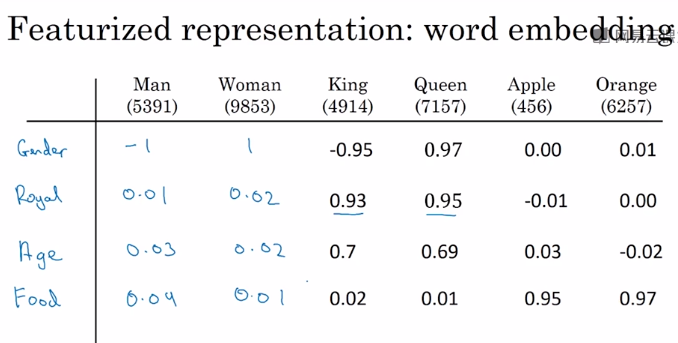 Featurized representation: word embedding
Man Woman King Queen Apple Orange
(5391) (9853) (4914) (7157) (456) (6257)
Gender -1 1 -0.95 0.97 0.00 0.01
Royal 0.01 0.02 0.93 0.95 -0.01 0.00
Age 0.03 0.02 0.7 0.69 0.03 -0.02
Food 0.09 0.01 0.02 0.01 0.95 0.97